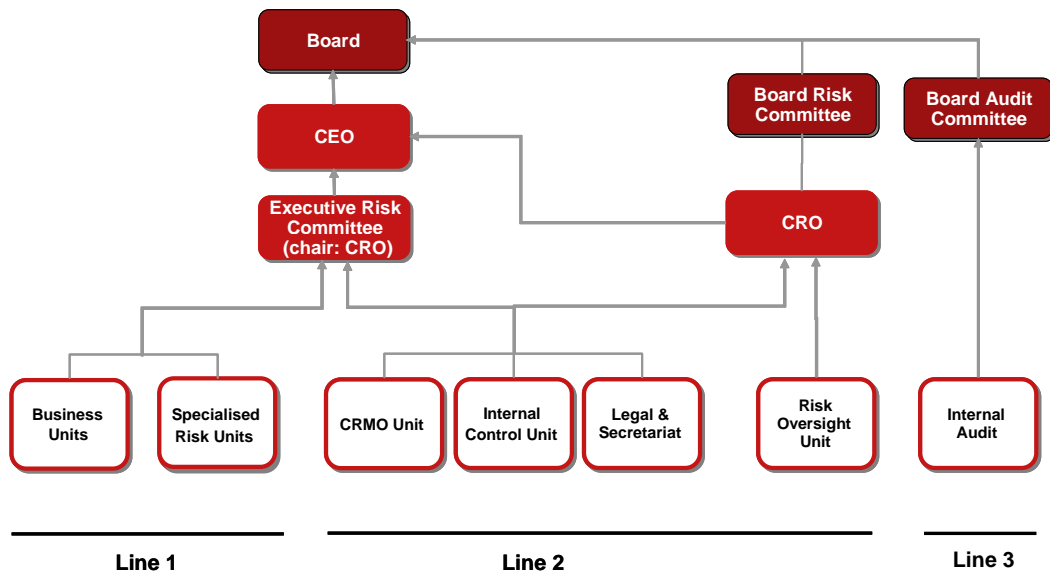 Board
Board Risk
Committee
Board Audit
Committee
CEO
Executive Risk
Committee
(chair: CRO)
CRO
Business
Units
Specialised
Risk Units
CRMO Unit
Internal
Control Unit
Legal &
Secretariat
Risk
Oversight
Unit
Internal
Audit
Line 1
Line 2
Line 3